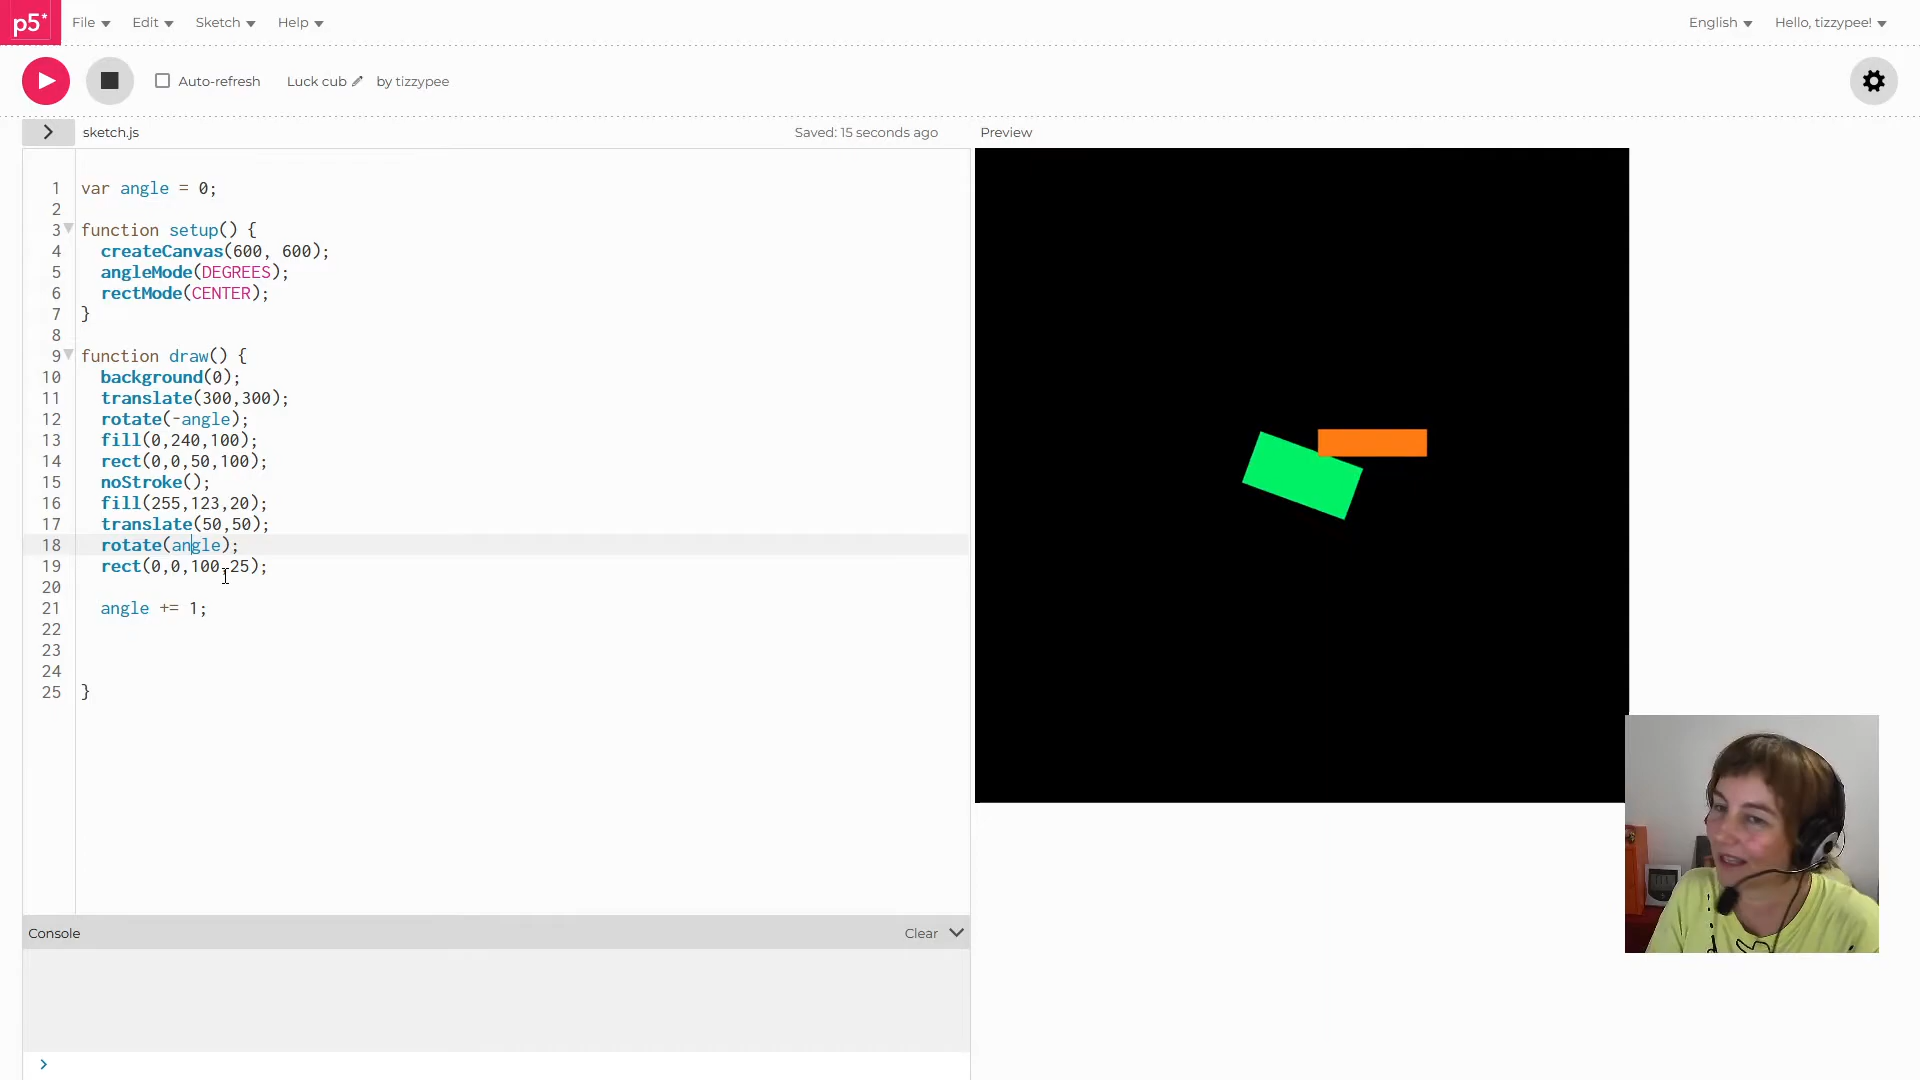 p5* File Edit Sketch Help English Hello, tizzypee!
Auto-refresh Luck cub by tizzypee
sketch.js Saved: 15 seconds ago Preview
1 var angle = 0;
2
3 function setup() {
4 createCanvas(600, 600);
5 angleMode(DEGREES);
6 rectMode(CENTER);
7 }
8
9 function draw() {
10 background(0);
11 translate(300,300);
12 rotate(-angle);
13 fill(0,240,100);
14 rect(0,0,50,100);
15 noStroke();
16 fill(255,123,20);
17 translate(50,50);
18 rotate(angle);
19 rect(0,0,100,25);
20
21 angle += 1;
22
23
24
25 }
Console Clear
>